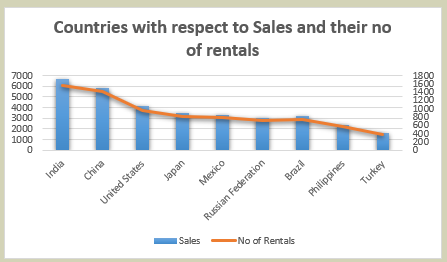 Countries with respect to Sales and their no
of rentals
7000
6000
5000
4000
3000
2000
1000
0
1800
1600
1400
1200
1000
800
600
400
200
0
India
China
United States
Japan
Mexico
Russian Federation
Brazil
Philippines
Turkey
Sales
No of Rentals